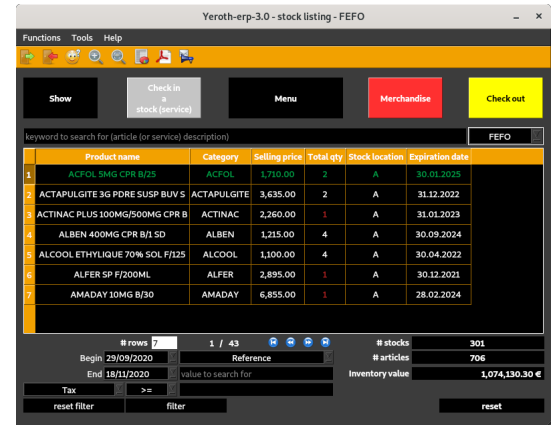 Yeroth-erp-3.0 - stock listing - FEFO
Functions Tools Help
Show
Check in
a
stock (service)
Menu
Merchandise
Check out
keyword to search for (article (or service) description)
FEFO
Product name Category Selling price Total qty Stock location Expiration date
1 ACFOL 5MG CPR B/25 ACFOL 1,710.00 2 A 30.01.2025
2 ACTAPULGITE 3G PDRE SUSP BUV S ACTAPULGITE 3,635.00 2 A 31.12.2022
3 ACTINAC PLUS 100MG/500MG CPR B ACTINAC 2,260.00 1 A 31.01.2023
4 ALBEN 400MG CPR B/1 SD ALBEN 1,215.00 4 A 30.09.2024
5 ALCOOL ETHYLIQUE 70% SOL F/125 ALCOOL 1,100.00 4 A 30.04.2022
6 ALFER SP F/200ML ALFER 2,895.00 1 A 30.12.2021
7 AMADAY 10MG B/30 AMADAY 6,855.00 1 A 28.02.2024
# rows 7 1 / 43 # stocks 301
Begin 29/09/2020 Reference # articles 706
End 18/11/2020 value to search for Inventory value 1,074,130.30 €
Tax >=
reset filter filter reset